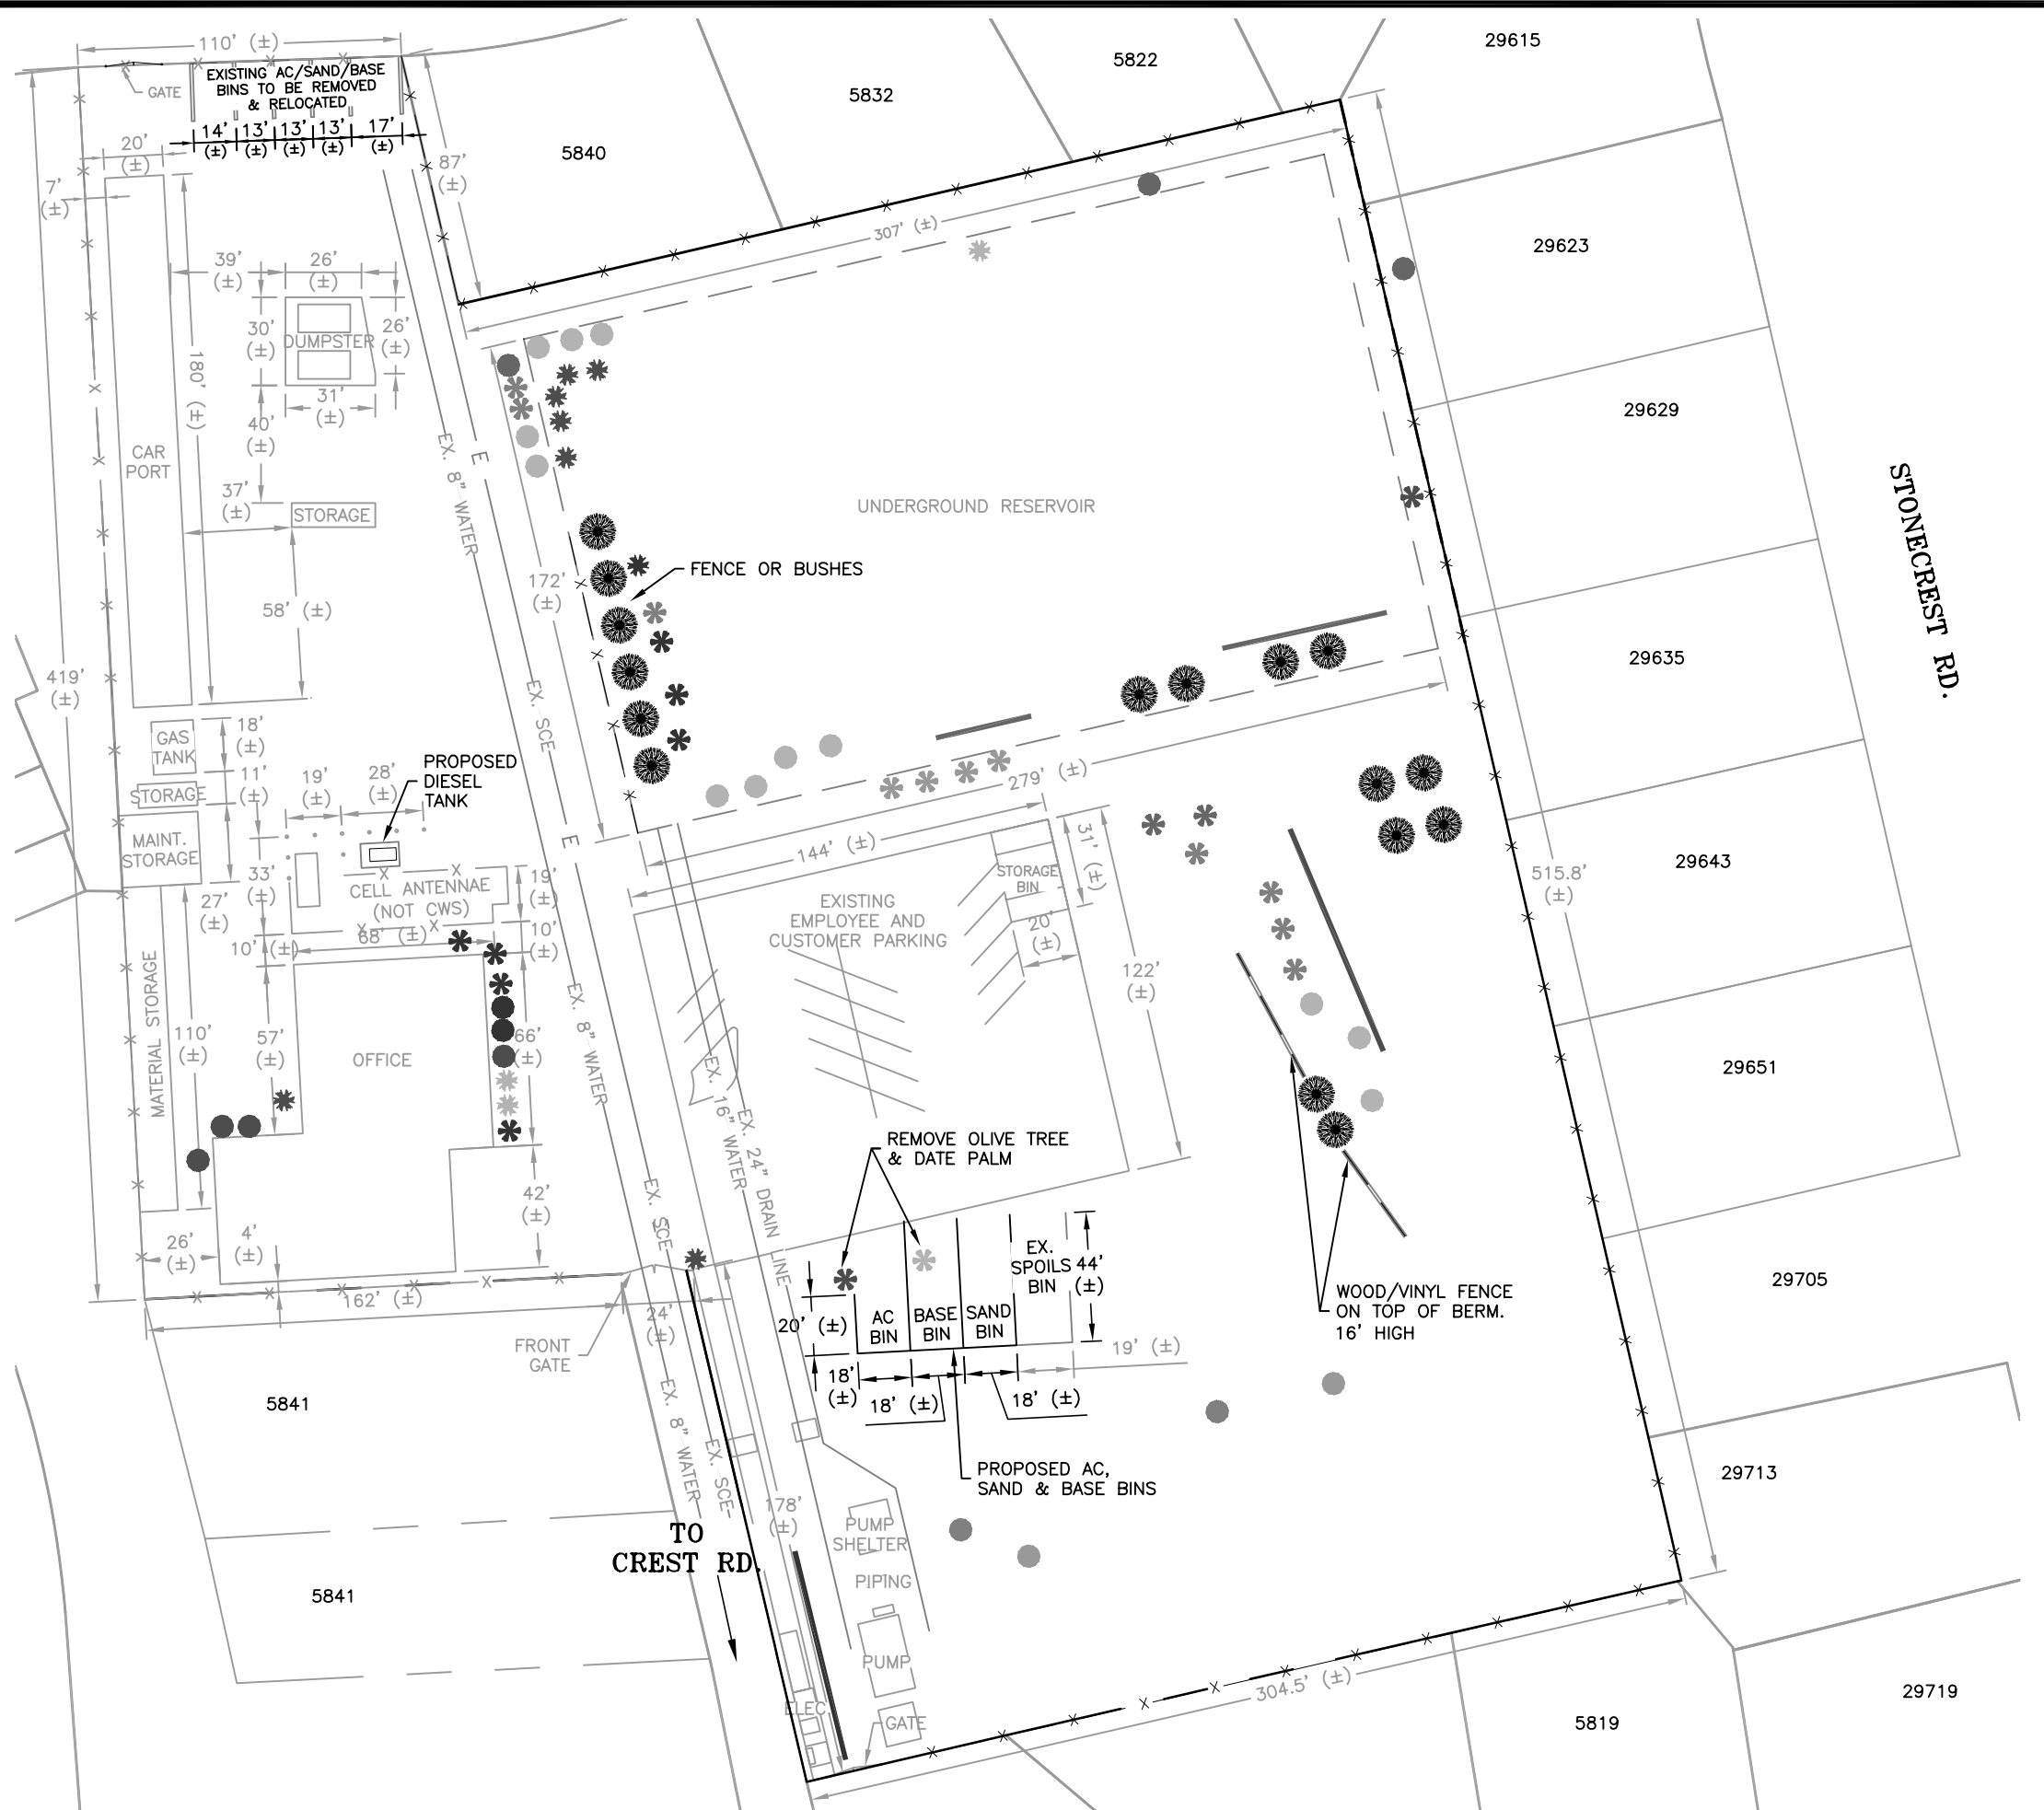 110' (±)
GATE
EXISTING AC/SAND/BASE
BINS TO BE REMOVED
& RELOCATED
14'
(±)
13'
(±)
13'
(±)
13'
(±)
17'
(±)
20'
(±)
7'
(±)
87'
(±)
5840
5832
5822
29615
307' (±)
29623
29629
29635
29643
29651
29705
29713
29719
5819
STONECREST RD.
39'
(±)
26'
(±)
30'
(±)
DUMPSTER
26'
(±)
31'
(±)
40'
(±)
180' (±)
CAR
PORT
37'
(±)
STORAGE
58' (±)
419'
(±)
EX. 8" WATER
E
EX. SCE
E
172'
(±)
FENCE OR BUSHES
UNDERGROUND RESERVOIR
GAS
TANK
18'
(±)
STORAGE
11'
(±)
MAINT.
STORAGE
19'
(±)
28'
(±)
PROPOSED
DIESEL
TANK
33'
(±)
27'
(±)
CELL ANTENNAE
(NOT CWS)
19'
(±)
10'
(±)
10' (±)
68' (±)
MATERIAL STORAGE
110'
(±)
57'
(±)
OFFICE
66'
(±)
42'
(±)
26'
(±)
4'
(±)
162' (±)
24'
(±)
FRONT
GATE
EX. 8" WATER
EX. SCE
EX. 8" WATER
EX. SCE
279' (±)
144' (±)
31' (±)
STORAGE
BIN
20'
(±)
EXISTING
EMPLOYEE AND
CUSTOMER PARKING
122'
(±)
515.8'
(±)
EX. 16" WATER
EX. 24" DRAIN LINE
REMOVE OLIVE TREE
& DATE PALM
20' (±)
AC
BIN
BASE
BIN
SAND
BIN
EX.
SPOILS
BIN
44'
(±)
18'
(±)
18' (±)
18' (±)
19' (±)
WOOD/VINYL FENCE
ON TOP OF BERM.
16' HIGH
PROPOSED AC,
SAND & BASE BINS
178'
(±)
PUMP
SHELTER
PIPING
PUMP
ELEC.
GATE
304.5' (±)
TO
CREST RD.
5841
5841